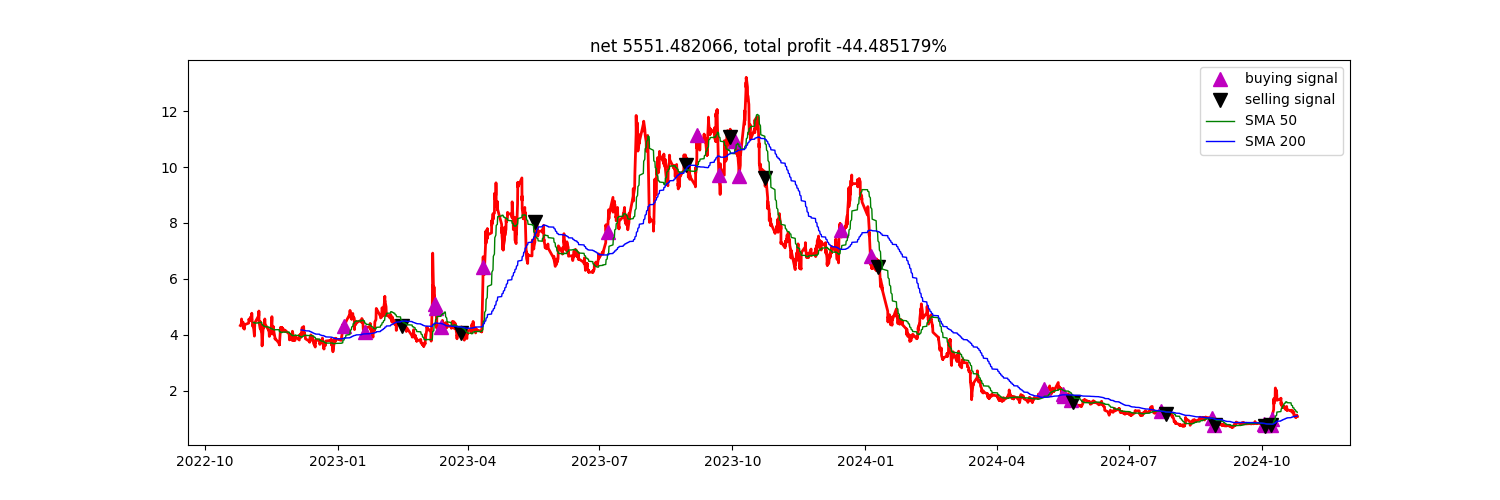 net 5551.482066, total profit -44.485179%
buying signal
selling signal
SMA 50
SMA 200
12
10
8
6
4
2
2022-10 2023-01 2023-04 2023-07 2023-10 2024-01 2024-04 2024-07 2024-10